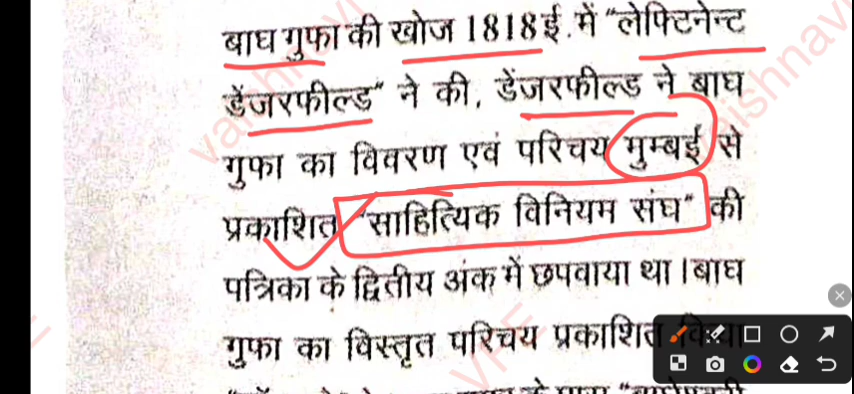 बाघ गुफा की खोज 1818 ई. में "लेफ्टिनेन्ट
डेंजरफील्ड" ने की, डेंजरफील्ड ने बाघ
गुफा का विवरण एवं परिचय मुम्बई से
प्रकाशित "साहित्यिक विनियम संघ" की
पत्रिका के द्वितीय अंक में छपवाया था।बाघ
गुफा का विस्तृत परिचय प्रकाशित